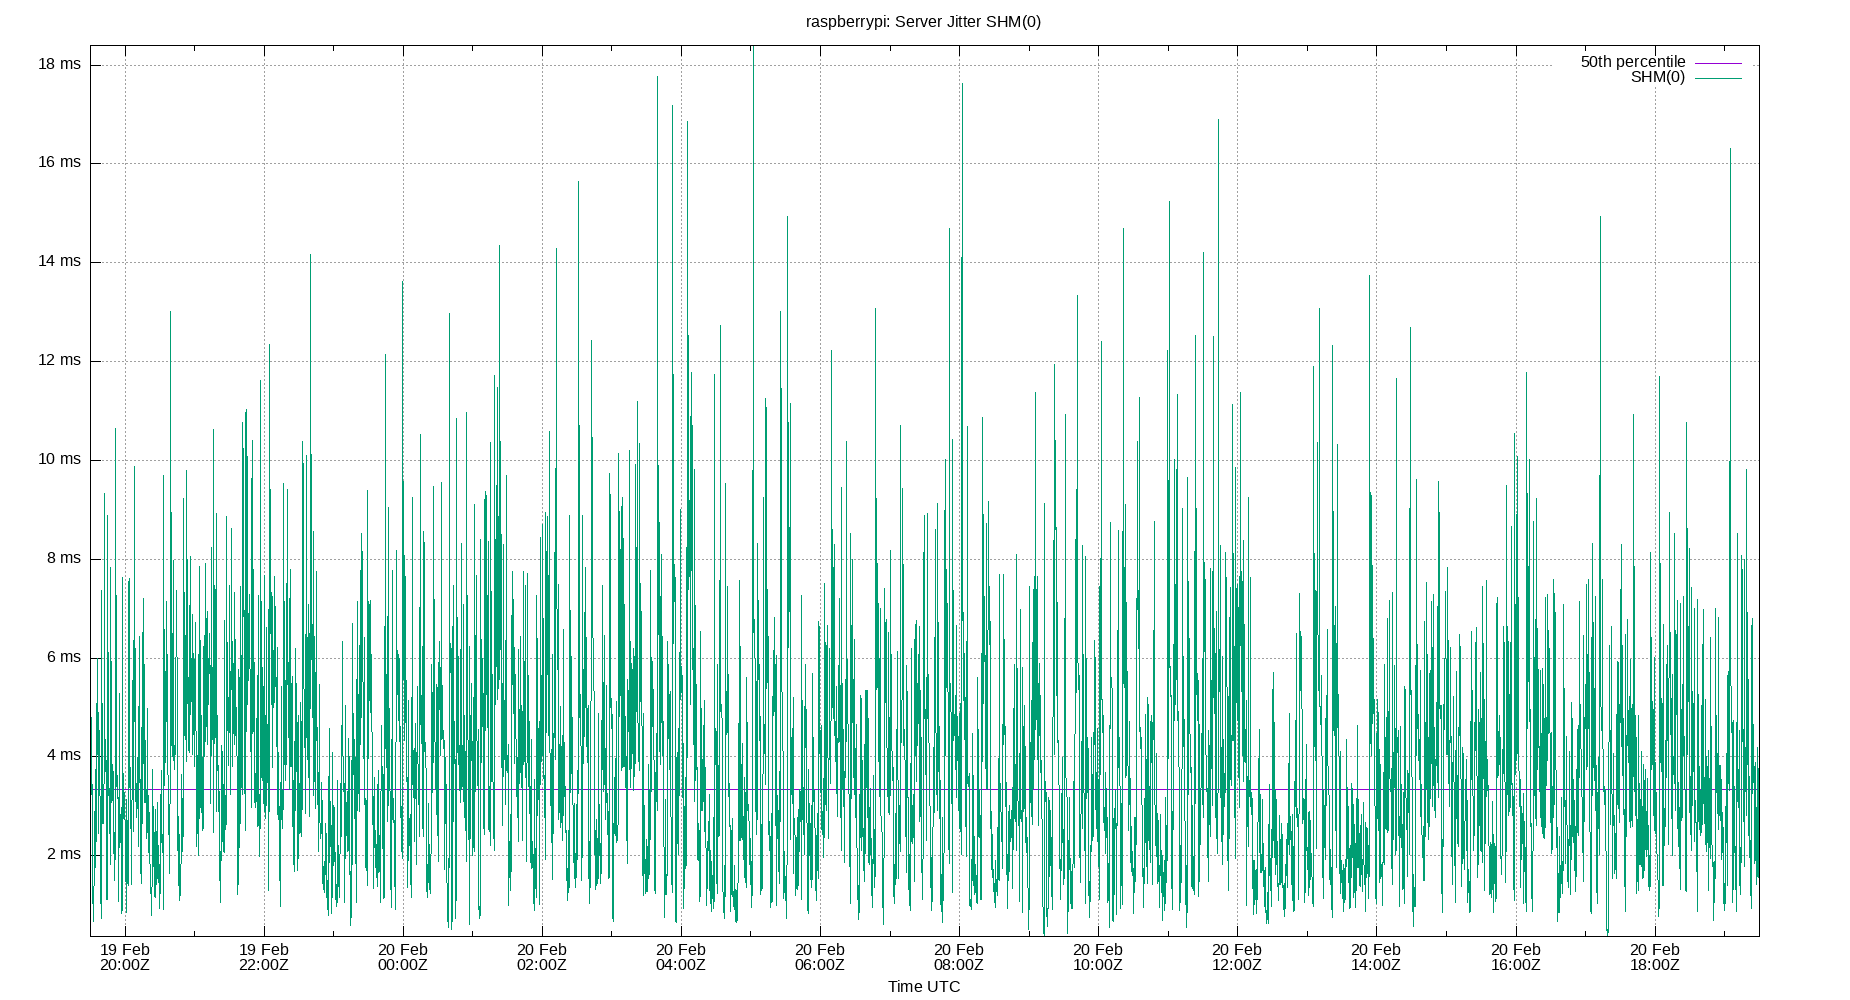 raspberrypi: Server Jitter SHM(0)
50th percentile
SHM(0)
18 ms
16 ms
14 ms
12 ms
10 ms
8 ms
6 ms
4 ms
2 ms
19 Feb 19 Feb 20 Feb 20 Feb 20 Feb 20 Feb 20 Feb 20 Feb 20 Feb 20 Feb 20 Feb 20 Feb
20:00Z 22:00Z 00:00Z 02:00Z 04:00Z 06:00Z 08:00Z 10:00Z 12:00Z 14:00Z 16:00Z 18:00Z
Time UTC